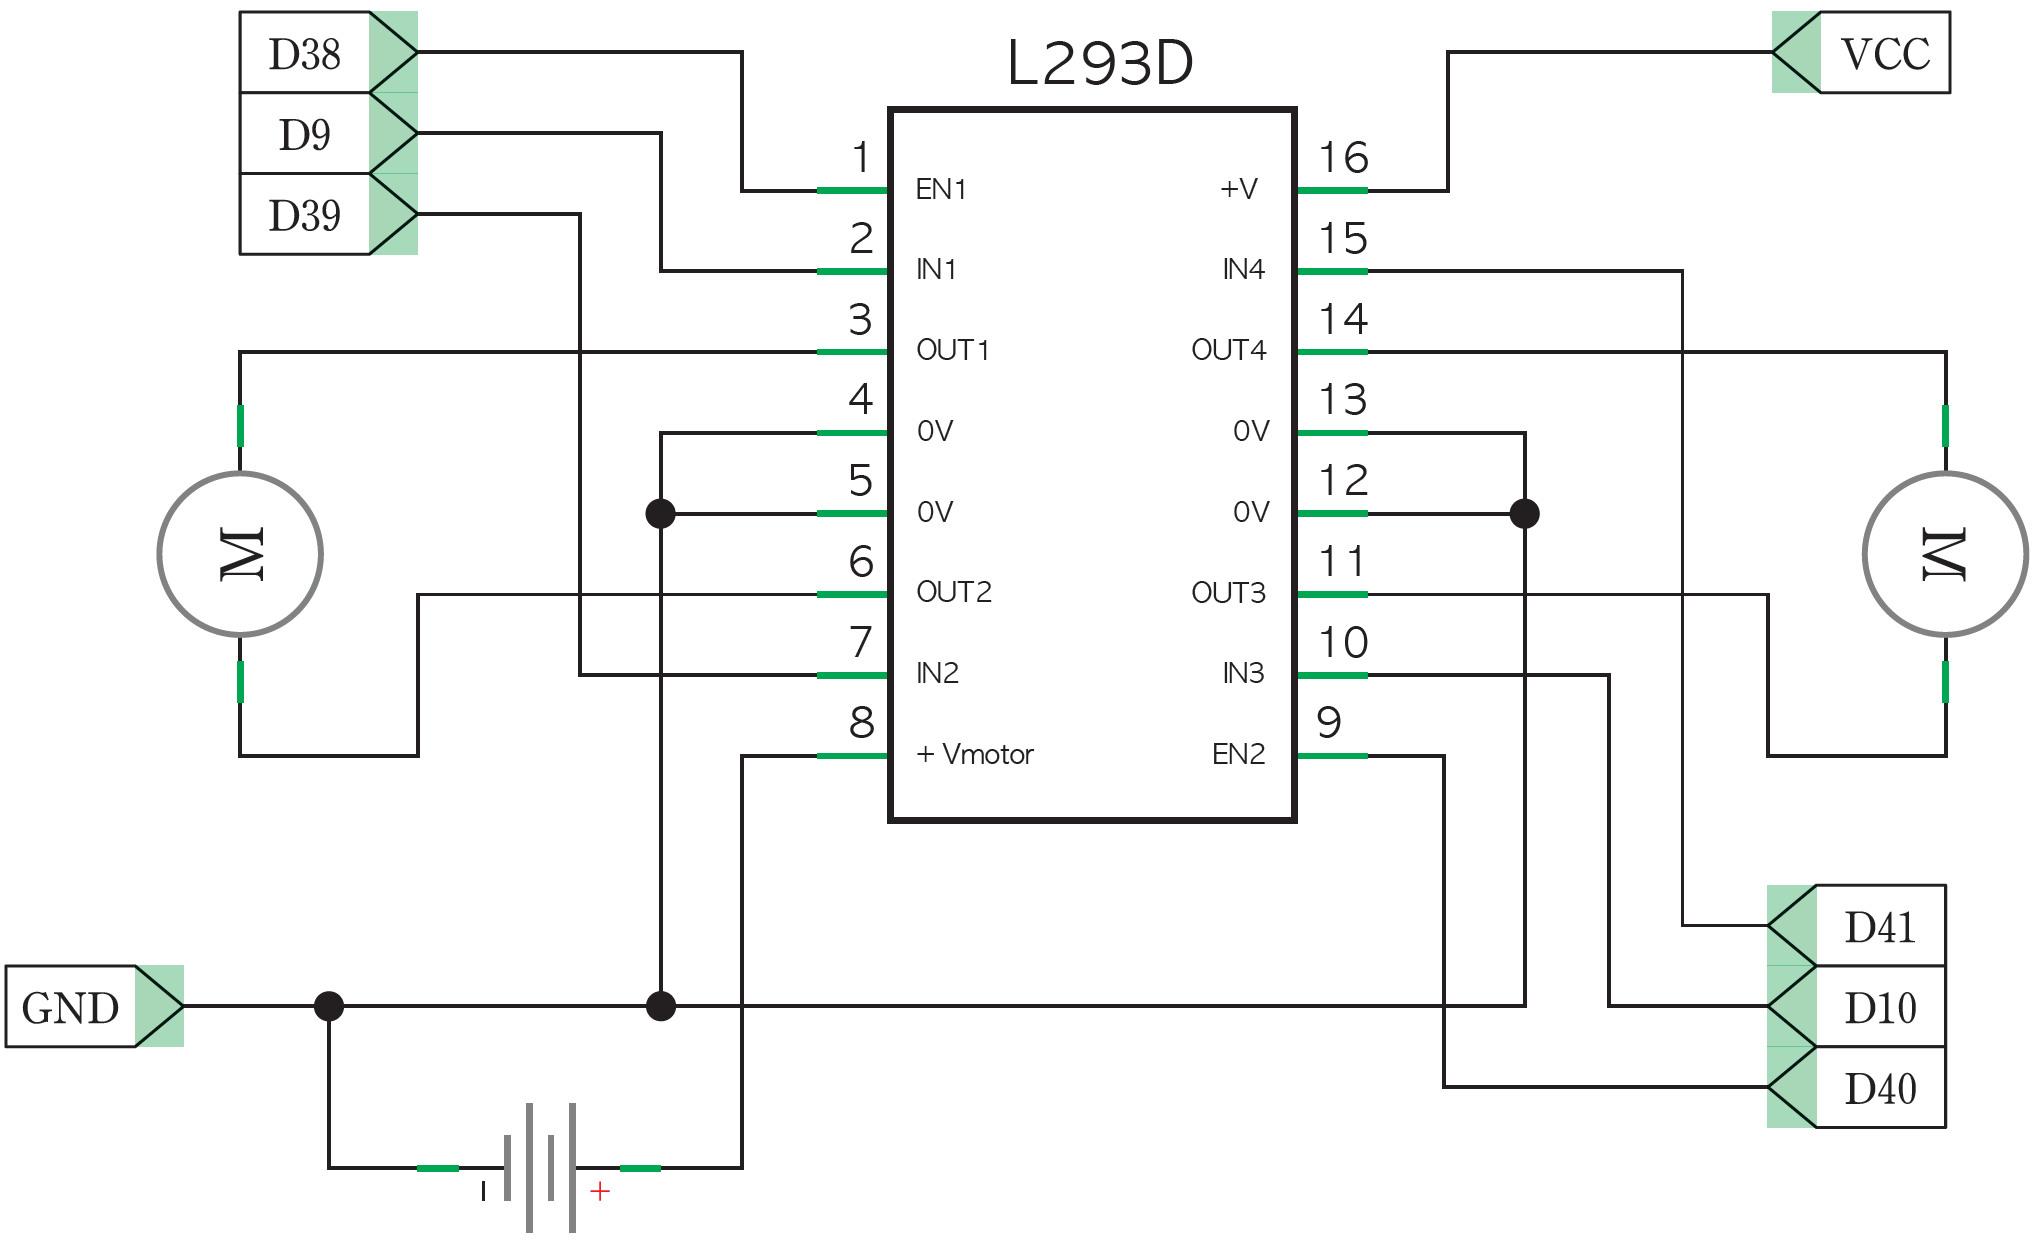 L293D
D38
D9
D39
VCC
1 EN1
2 IN1
3 OUT1
4 0V
5 0V
6 OUT2
7 IN2
8 + Vmotor
16 +V
15 IN4
14 OUT4
13 0V
12 0V
11 OUT3
10 IN3
9 EN2
M
M
GND
D41
D10
D40
- +